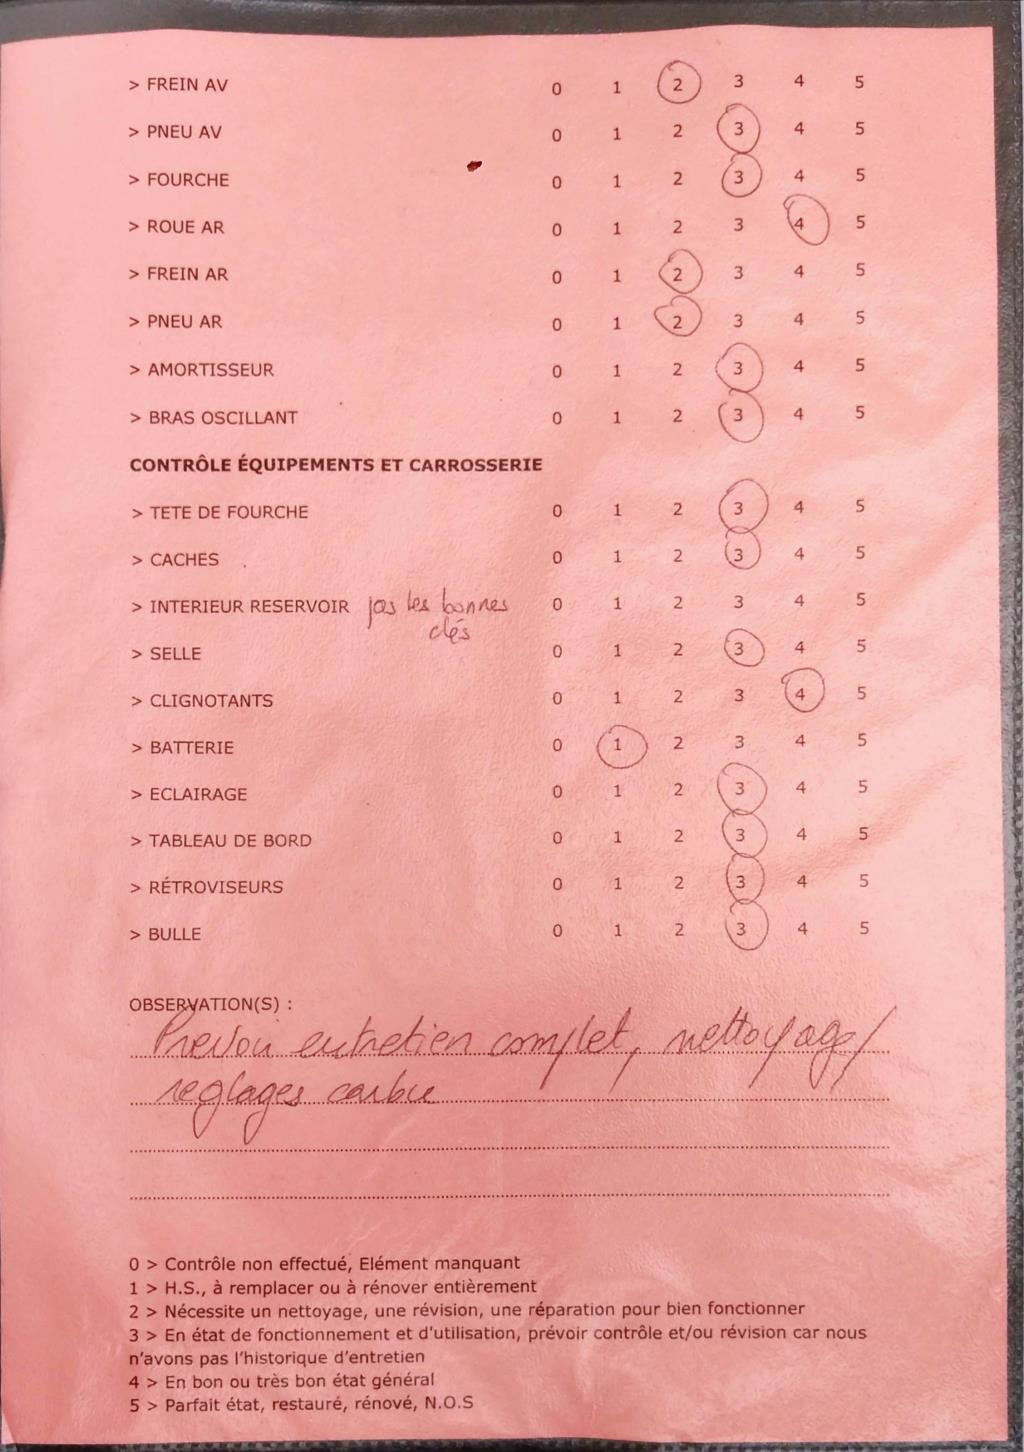 > FREIN AV 0 1 2 3 4 5
> PNEU AV 0 1 2 3 4 5
> FOURCHE 0 1 2 3 4 5
> ROUE AR 0 1 2 3 4 5
> FREIN AR 0 1 2 3 4 5
> PNEU AR 0 1 2 3 4 5
> AMORTISSEUR 0 1 2 3 4 5
> BRAS OSCILLANT 0 1 2 3 4 5
CONTRÔLE ÉQUIPEMENTS ET CARROSSERIE
> TETE DE FOURCHE 0 1 2 3 4 5
> CACHES 0 1 2 3 4 5
> INTERIEUR RESERVOIR pas les bonnes 0 1 2 3 4 5
clés
> SELLE 0 1 2 3 4 5
> CLIGNOTANTS 0 1 2 3 4 5
> BATTERIE 0 1 2 3 4 5
> ECLAIRAGE 0 1 2 3 4 5
> TABLEAU DE BORD 0 1 2 3 4 5
> RÉTROVISEURS 0 1 2 3 4 5
> BULLE 0 1 2 3 4 5
OBSERVATION(S) :
Prevoir entretien complet, nettoyage/
reglages carbu
0 > Contrôle non effectué, Elément manquant
1 > H.S., à remplacer ou à rénover entièrement
2 > Nécessite un nettoyage, une révision, une réparation pour bien fonctionner
3 > En état de fonctionnement et d'utilisation, prévoir contrôle et/ou révision car nous
n'avons pas l'historique d'entretien
4 > En bon ou très bon état général
5 > Parfait état, restauré, rénové, N.O.S